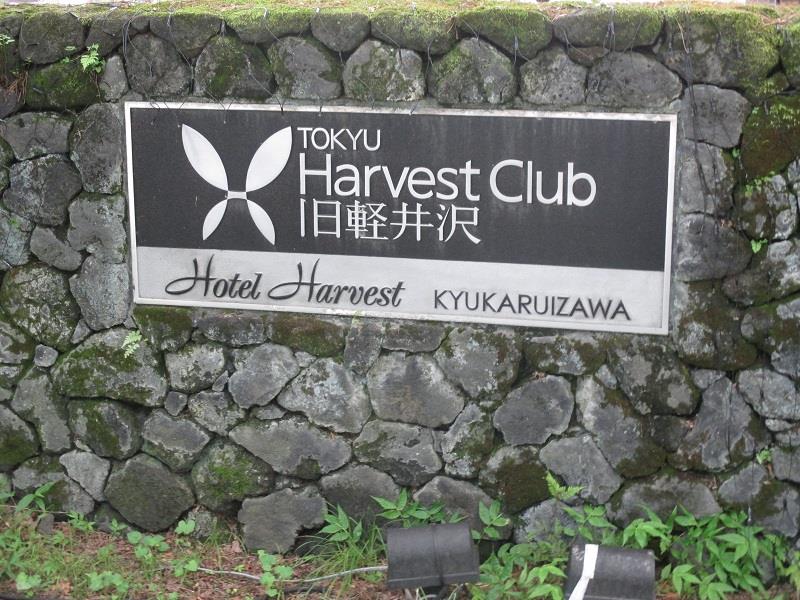 TOKYU
Harvest Club
旧軽井沢
Hotel Harvest KYUKARUIZAWA